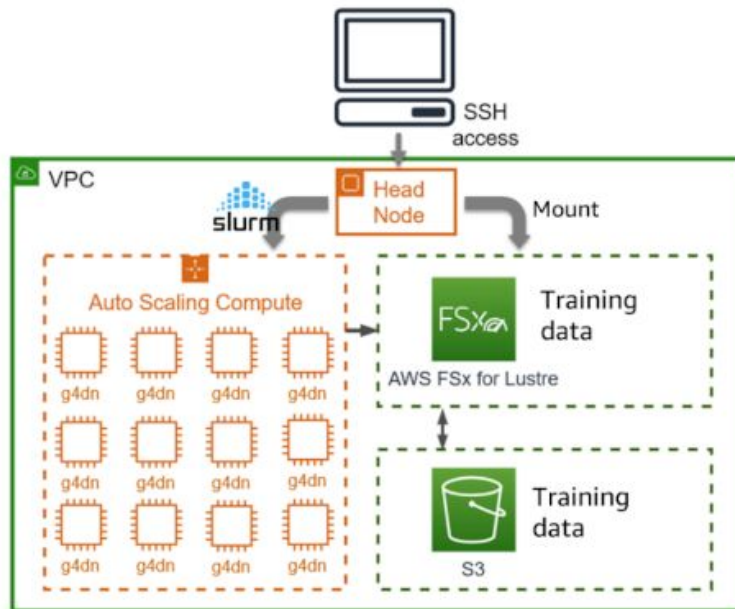 SSH
access
VPC
Head
Node
slurm
Mount
Auto Scaling Compute
g4dn
g4dn
g4dn
g4dn
g4dn
g4dn
g4dn
g4dn
g4dn
g4dn
g4dn
g4dn
FSx
Training
data
AWS FSx for Lustre
Training
data
S3